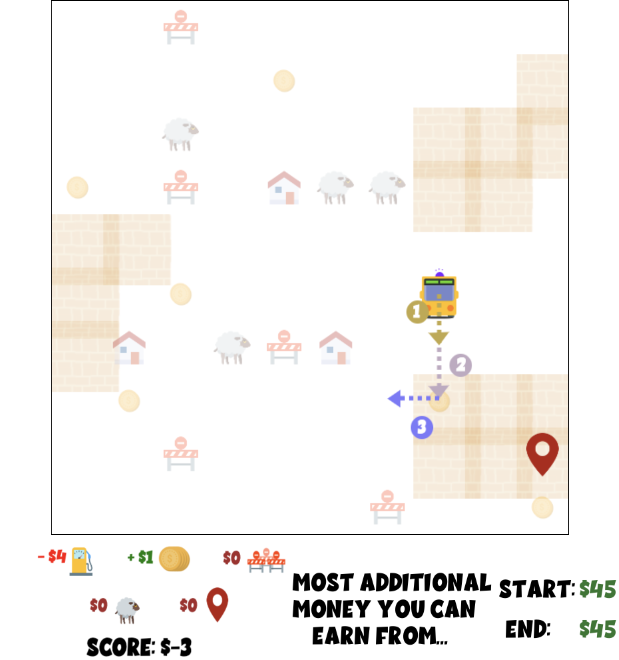 1
2
3
- $4
+ $1
$0
$0
$0
SCORE: $-3
MOST ADDITIONAL
MONEY YOU CAN
EARN FROM...
START: $45
END: $45